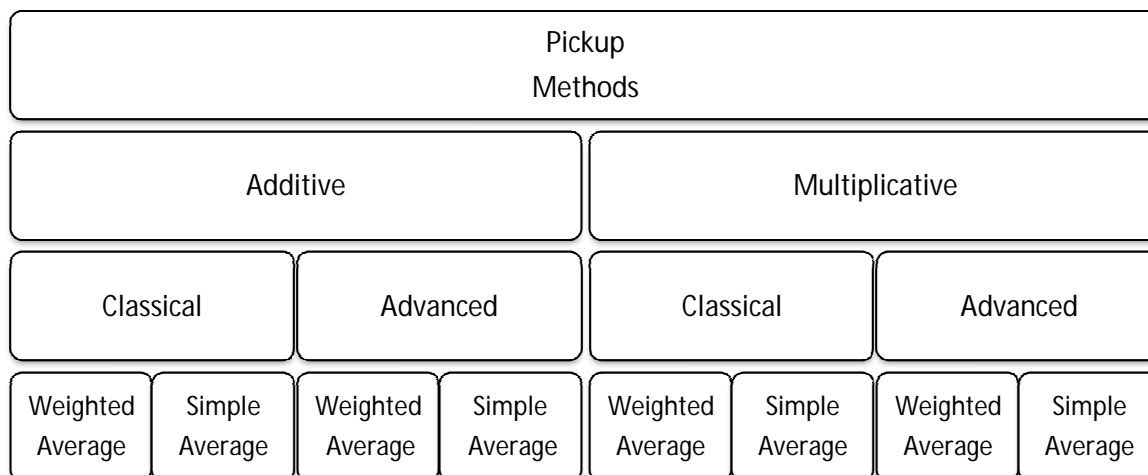 Pickup
Methods
Additive
Multiplicative
Classical
Advanced
Classical
Advanced
Weighted
Average
Simple
Average
Weighted
Average
Simple
Average
Weighted
Average
Simple
Average
Weighted
Average
Simple
Average